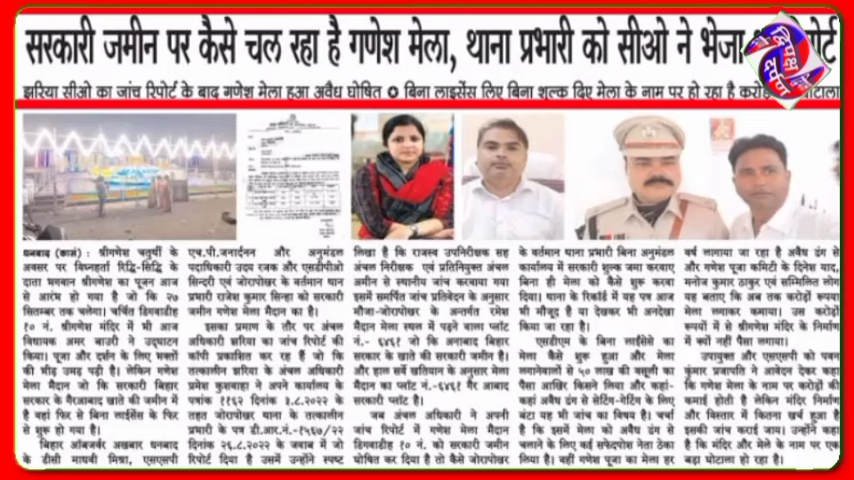 सरकारी जमीन पर कैसे चल रहा है गणेश मेला, थाना प्रभारी को सीओ ने भेजा
झरिया सीओ का जांच रिपोर्ट के बाद गणेश मेला हुआ अवैध घोषित ✪ बिना लाइसेंस लिए बिना शुल्क दिए मेला के नाम पर हो रहा है
त्रिपक्ष
दर्पण
धनबाद (कासं) : श्रीगणेश चतुर्थी के
अवसर पर विघ्नहर्ता रिद्धि-सिद्धि के
दाता भगवान श्रीगणेश का पूजन आज
से आरंभ हो गया है जो कि २७
सितम्बर तक चलेगा। चर्चित डिगवाडीह
१० नं. श्रीगणेश मंदिर में भी आज
विधायक अमर बाउरी ने उद्घाटन
किया। पूजा और दर्शन के लिए भक्तों
की भीड़ उमड़ पड़ी है। लेकिन गणेश
मेला मैदान जो कि सरकारी बिहार
सरकार के गैरआबाद खाते की जमीन में
है वहां फिर से बिना लाइसेंस के फिर
से शुरू हो गया है।
बिहार ऑब्जर्वर अखबार धनबाद
के डीसी माधवी मिश्रा, एसएसपी
एच.पी.जनार्दनन और अनुमंडल
पदाधिकारी उदय रजक और एसडीपीओ
सिन्दरी एवं जोरापोखर के वर्तमान थाना
प्रभारी राजेश कुमार सिन्हा को सरकारी
जमीन गणेश मेला मैदान का है।
इसका प्रमाण के तौर पर अंचल
अधिकारी झरिया का जांच रिपोर्ट की
कॉपी प्रकाशित कर रह हैं जो कि
तत्कालीन झरिया के अंचल अधिकारी
प्रमेश कुशवाहा ने अपने कार्यालय के
पत्रांक ११६२ दिनांक ३.८.२०२२ के
तहत जोरापोखर थाना के तत्कालीन
प्रभारी के पत्र डी.आर.नं.-१५६७/२२
दिनांक २६.८.२०२२ के जवाब में जो
रिपोर्ट दिया है उसमें उन्होंने स्पष्ट
लिखा है कि राजस्व उपनिरीक्षक सह
अंचल निरीक्षक एवं प्रतिनियुक्त अंचल
अमीन से स्थानीय जांच करवाया गया
इसमें समर्पित जांच प्रतिवेदन के अनुसार
मौजा-जोरापोखर के अन्तर्गत रमेश
मैदान मेला स्थल में पड़ने वाला प्लॉट
नं.- ६४६१ जो कि अनाबाद बिहार
सरकार के खाते की सरकारी जमीन है।
और हाल सर्वे खतियान के अनुसार मेला
मैदान का प्लॉट नं.-६४६१ गैर आबाद
सरकारी प्लॉट है।
जब अंचल अधिकारी ने अपनी
जांच रिपोर्ट में गणेश मेला मैदान
डिगवाडीह १० नं. को सरकारी जमीन
घोषित कर दिया है तो कैसे जोरापोखर
के वर्तमान थाना प्रभारी बिना अनुमंडल
कार्यालय में सरकारी शुल्क जमा करवाए
बिना ही मेला को कैसे शुरू करवा
दिया। थाना के रिकॉर्ड में यह पत्र आज
भी मौजूद है या देखकर भी अनदेखा
किया जा रहा है।
एसडीएम के बिना लाईसेंसे का
मेला कैसे शुरू हुआ और मेला
लगानेवालों से ५० लाख की वसूली का
पैसा आखिर किसने लिया और कहां-
कहां अवैध ढंग से सेटिंग-गेटिंग के लिए
बंटा यह भी जांच का विषय है। चर्चा
है कि इसमें मेला को अवैध ढंग से
चलाने के लिए कई सफेदपोश नेता ठेका
लिया है। वहीं गणेश पूजा का मेला हर
वर्ष लगाया जा रहा है अवैध ढंग से
और गणेश पूजा कमिटी के दिनेश याद,
मनोज कुमार ठाकुर एवं सम्मिलित लोग
यह बताएं कि अब तक करोड़ों रूपया
मेला लगाकर कमाया। उस करोड़ों
रूपयों में से श्रीगणेश मंदिर के निर्माण
में क्यों नहीं पैसा लगाया।
उपायुक्त और एसएसपी को पवन
कुंमार प्रजापति ने आवेदन देकर कहा
कि गणेश मेला के नाम पर करोड़ों की
कमाई होती है लेकिन मंदिर निर्माण
और विस्तार में कितना खर्च हुआ है
इसकी जांच कराई जाय। उन्होंने कहा
है कि मंदिर और मेले के नाम पर एक
बड़ा घोटाला हो रहा है।